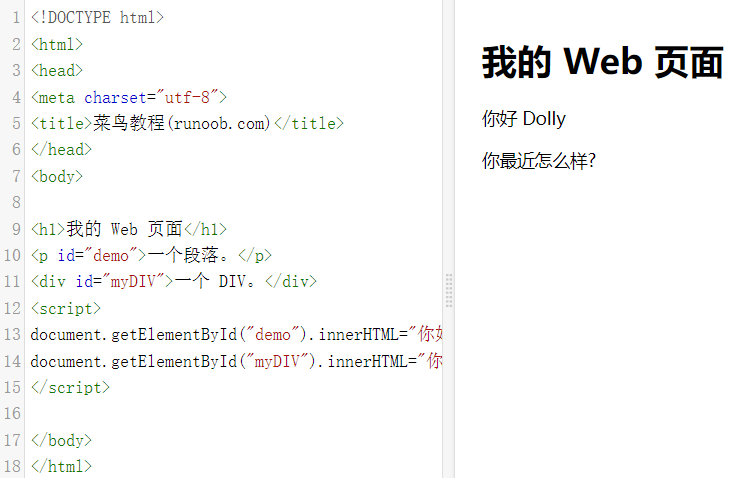 1 <!DOCTYPE html>
2 <html>
3 <head>
4 <meta charset="utf-8">
5 <title>菜鸟教程(runoob.com)</title>
6 </head>
7 <body>
8
9 <h1>我的 Web 页面</h1>
10 <p id="demo">一个段落。</p>
11 <div id="myDIV">一个 DIV。</div>
12 <script>
13 document.getElementById("demo").innerHTML="你
14 document.getElementById("myDIV").innerHTML="你
15 </script>
16
17 </body>
18 </html>
我的 Web 页面
你好 Dolly
你最近怎么样?